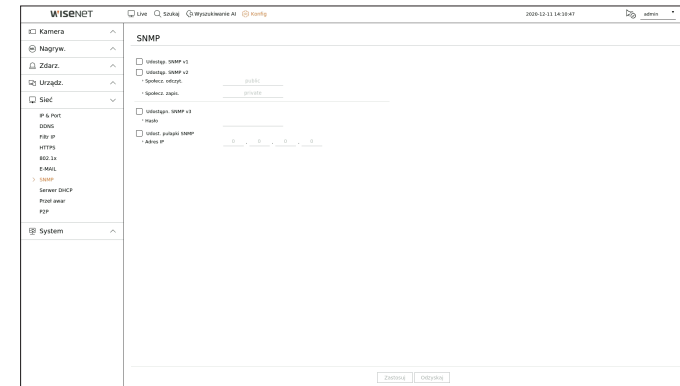 WISENET
Live Szukaj Wyszukiwanie AI Konfig 2020-12-11 14:10:47 admin
Kamera
Nagryw.
Zdarz.
Urządz.
Sieć
IP & Port
DDNS
Filtr IP
HTTPS
802.1x
E-MAIL
SNMP
Serwer DHCP
Przeł awar
P2P
System
SNMP
Udostęp. SNMP v1
Udostęp. SNMP v2
Społecz. odczyt. public
Społecz. zapis. private
Udostępn. SNMP v3
Hasło
Udost. pułapki SNMP
Adres IP 0 . 0 . 0 . 0
Zastosuj Odzyskaj